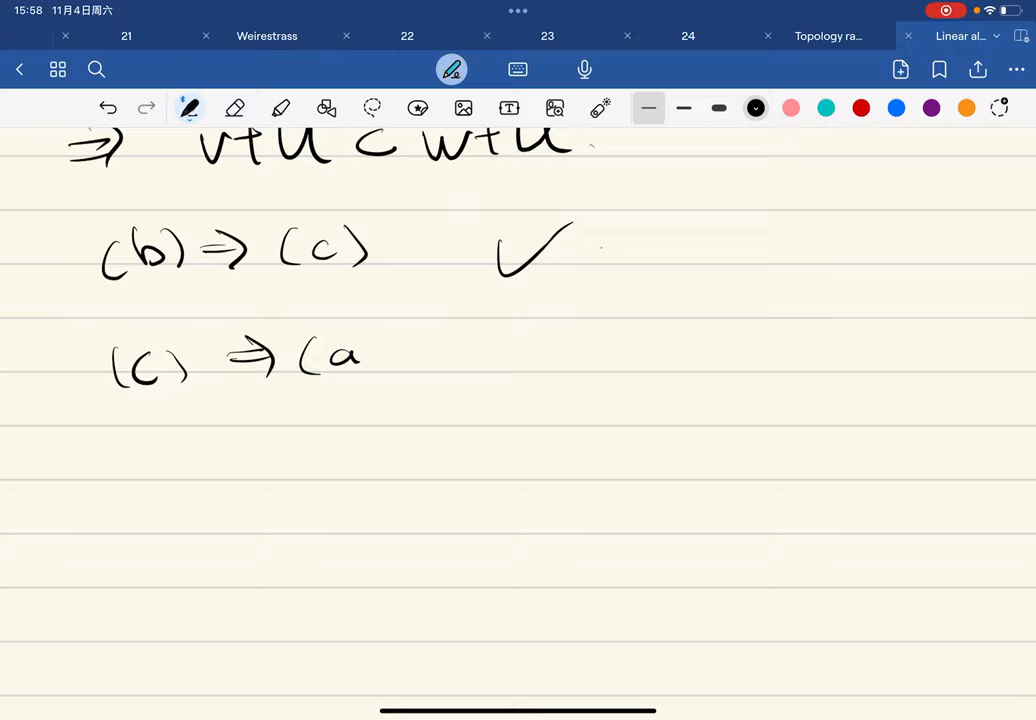 15:58 11月4日周六
21 Weirestrass 22 23 24 Topology ra... Linear al...
⇒ v+U ⊂ w+U.
(b) ⇒ (c) ✓
(c) ⇒ (a